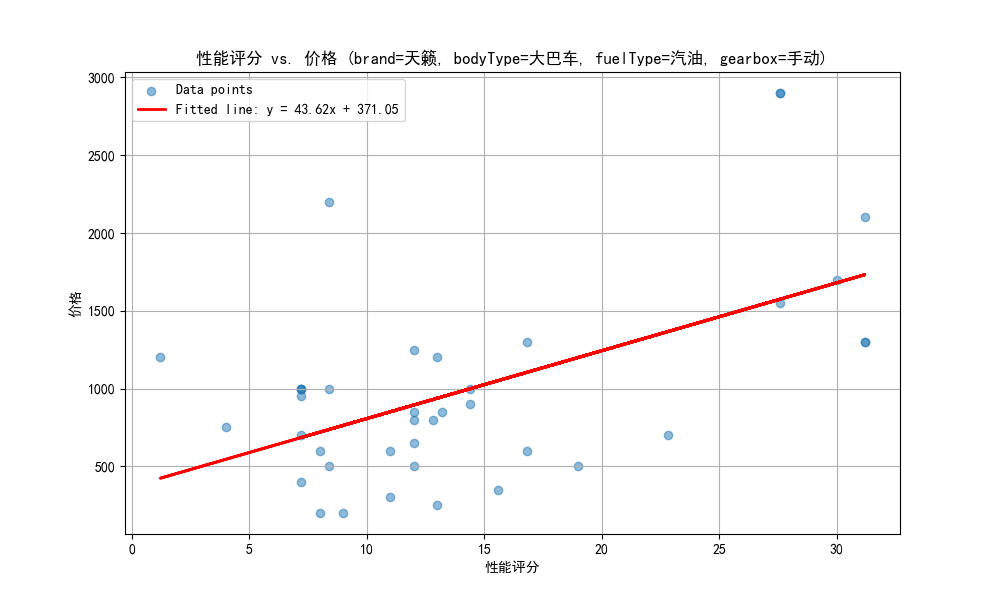 性能评分 vs. 价格 (brand=天籁, bodyType=大巴车, fuelType=汽油, gearbox=手动)
Data points
Fitted line: y = 43.62x + 371.05
3000
2500
2000
1500
1000
500
价格
0
5
10
15
20
25
30
性能评分